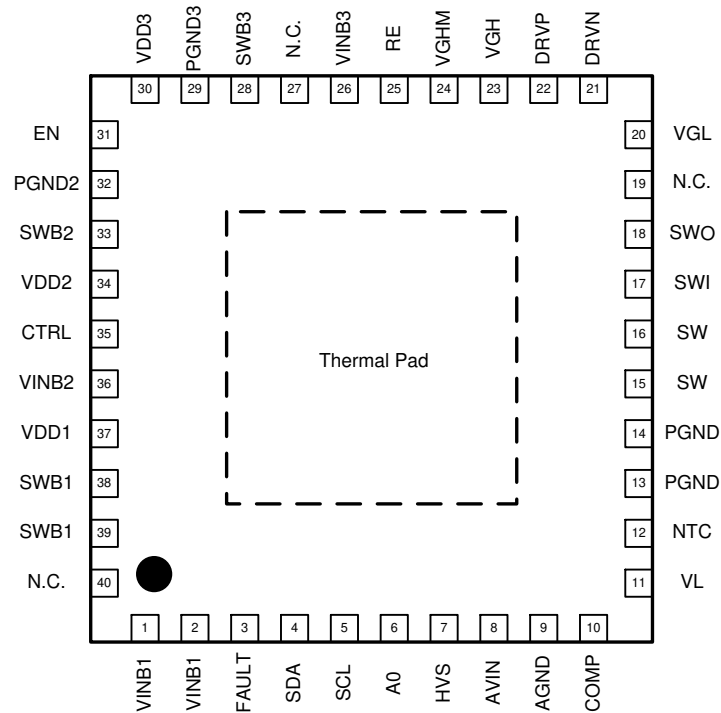 VDD3
PGND3
SWB3
N.C.
VINB3
RE
VGHM
VGH
DRVP
DRVN
30
29
28
27
26
25
24
23
22
21
EN
31
20
VGL
PGND2
32
19
N.C.
SWB2
33
18
SWO
VDD2
34
17
SWI
CTRL
35
16
SW
VINB2
36
15
SW
VDD1
37
14
PGND
SWB1
38
13
PGND
SWB1
39
12
NTC
N.C.
40
11
VL
Thermal Pad
1
2
3
4
5
6
7
8
9
10
VINB1
VINB1
FAULT
SDA
SCL
A0
HVS
AVIN
AGND
COMP